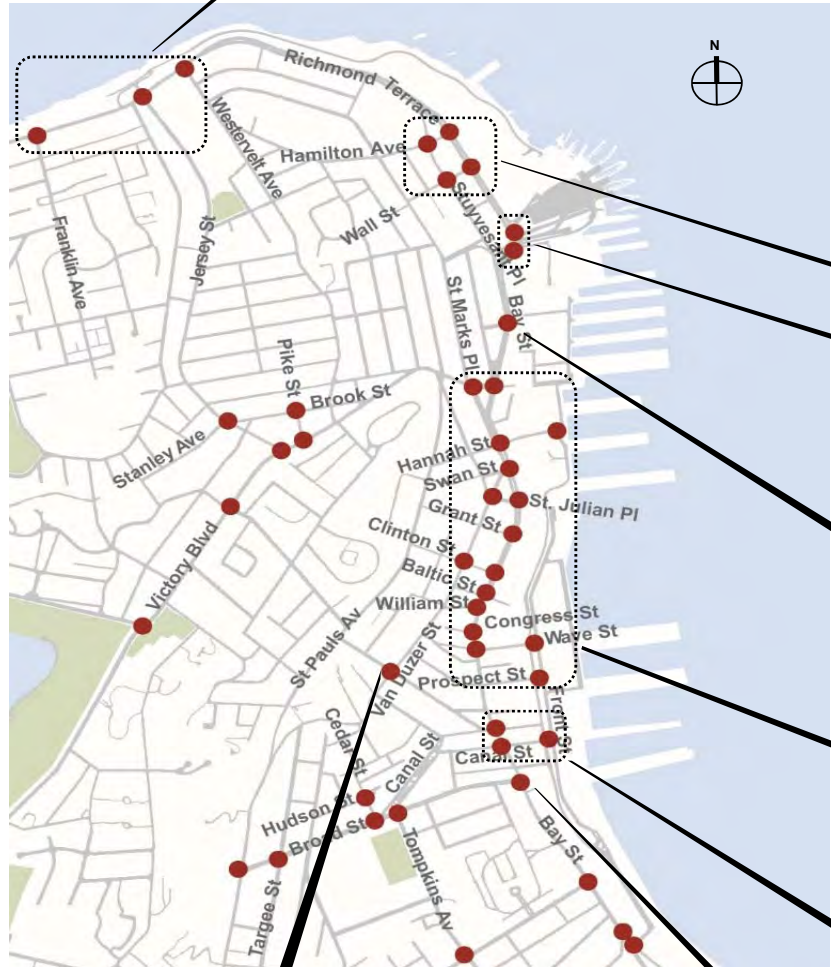 N
Richmond Terrace
Westervelt Ave
Hamilton Ave
Wall St
Stuyvesant Pl
Franklin Ave
Jersey St
St Marks Pl
Bay St
Pike St
Brook St
Stanley Ave
Hannah St
Swan St
St. Julian Pl
Grant St
Clinton St
Baltic St
William St
Congress St
Wave St
Victory Blvd
St Pauls Av
Van Duzer St
Prospect St
Front St
Cedar St
Canal St
Canal St
Hudson St
Broad St
Bay St
Tompkins Av
Targee St